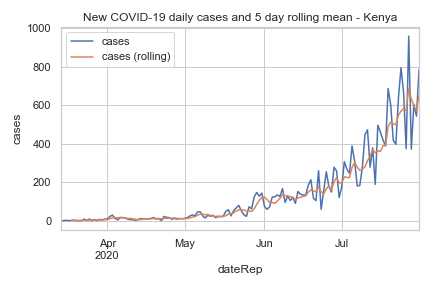 New COVID-19 daily cases and 5 day rolling mean - Kenya
cases
cases (rolling)
1000
800
600
400
200
0
cases
Apr
2020
May
Jun
Jul
dateRep